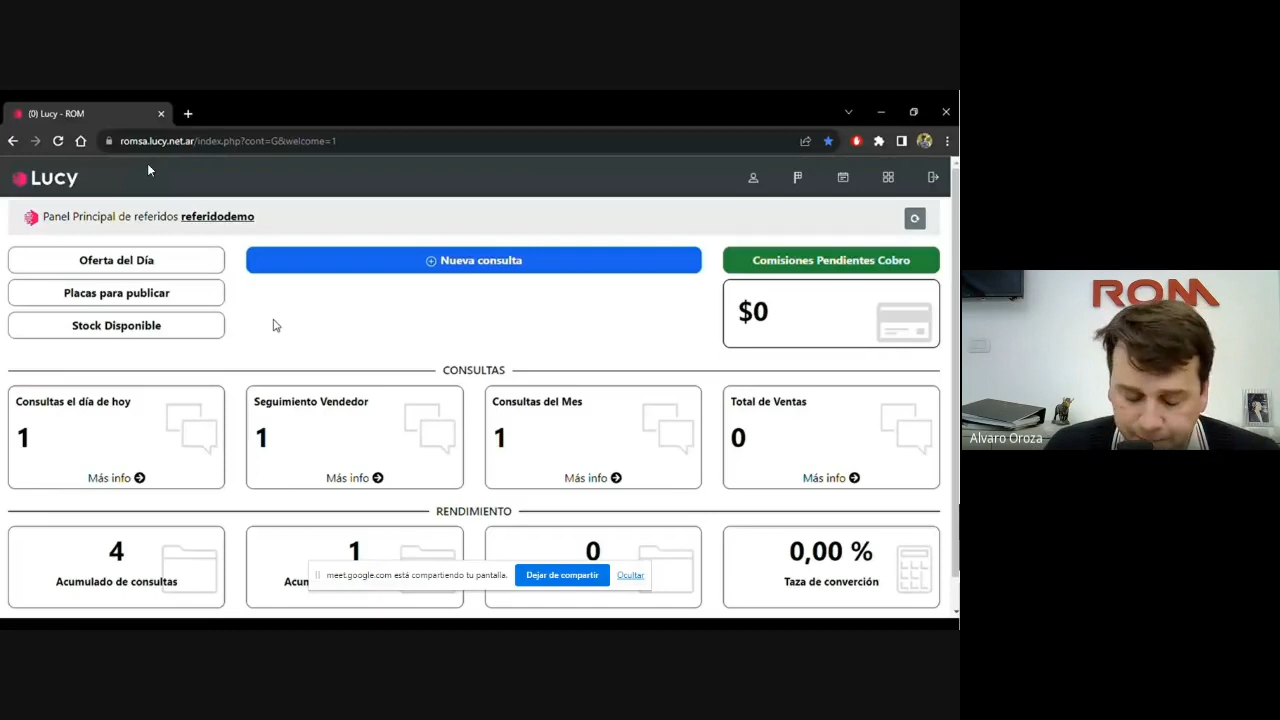 (0) Lucy - ROM
romsa.lucy.net.ar/index.php?cont=G&welcome=1
Lucy
Panel Principal de referidos referidodemo
Oferta del Día
Nueva consulta
Comisiones Pendientes Cobro
Placas para publicar
$0
Stock Disponible
CONSULTAS
Consultas el día de hoy
Seguimiento Vendedor
Consultas del Mes
Total de Ventas
1
1
1
0
Más info
Más info
Más info
Más info
RENDIMIENTO
4
1
0
0,00 %
Acumulado de consultas
Acun
Taza de converción
meet.google.com está compartiendo tu pantalla.
Dejar de compartir
Ocultar
ROM
Alvaro Oroza